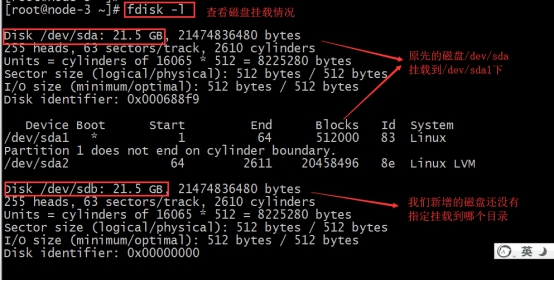 [root@node-3 ~]# fdisk -l 查看磁盘挂载情况
Disk /dev/sda: 21.5 GB, 21474836480 bytes
255 heads, 63 sectors/track, 2610 cylinders
Units = cylinders of 16065 * 512 = 8225280 bytes
Sector size (logical/physical): 512 bytes / 512 bytes
I/O size (minimum/optimal): 512 bytes / 512 bytes
Disk identifier: 0x000688f9
原先的磁盘/dev/sda
挂载到/dev/sda1下
Device Boot Start End Blocks Id System
/dev/sda1 * 1 64 512000 83 Linux
Partition 1 does not end on cylinder boundary.
/dev/sda2 64 2611 20458496 8e Linux LVM
Disk /dev/sdb: 21.5 GB, 21474836480 bytes
255 heads, 63 sectors/track, 2610 cylinders
Units = cylinders of 16065 * 512 = 8225280 bytes
Sector size (logical/physical): 512 bytes / 512 bytes
I/O size (minimum/optimal): 512 bytes / 512 bytes
Disk identifier: 0x00000000
我们新增的磁盘还没有
指定挂载到哪个目录
英